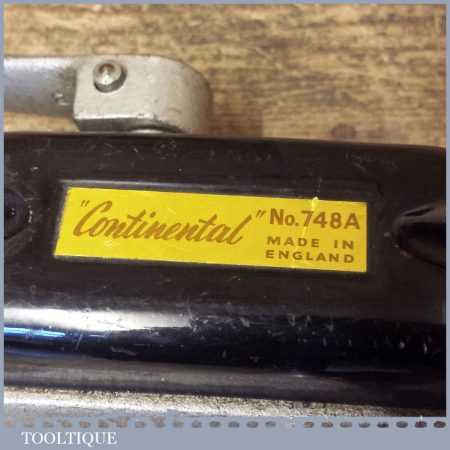 "Continental" No.748A
MADE IN
ENGLAND
TOOLTIQUE